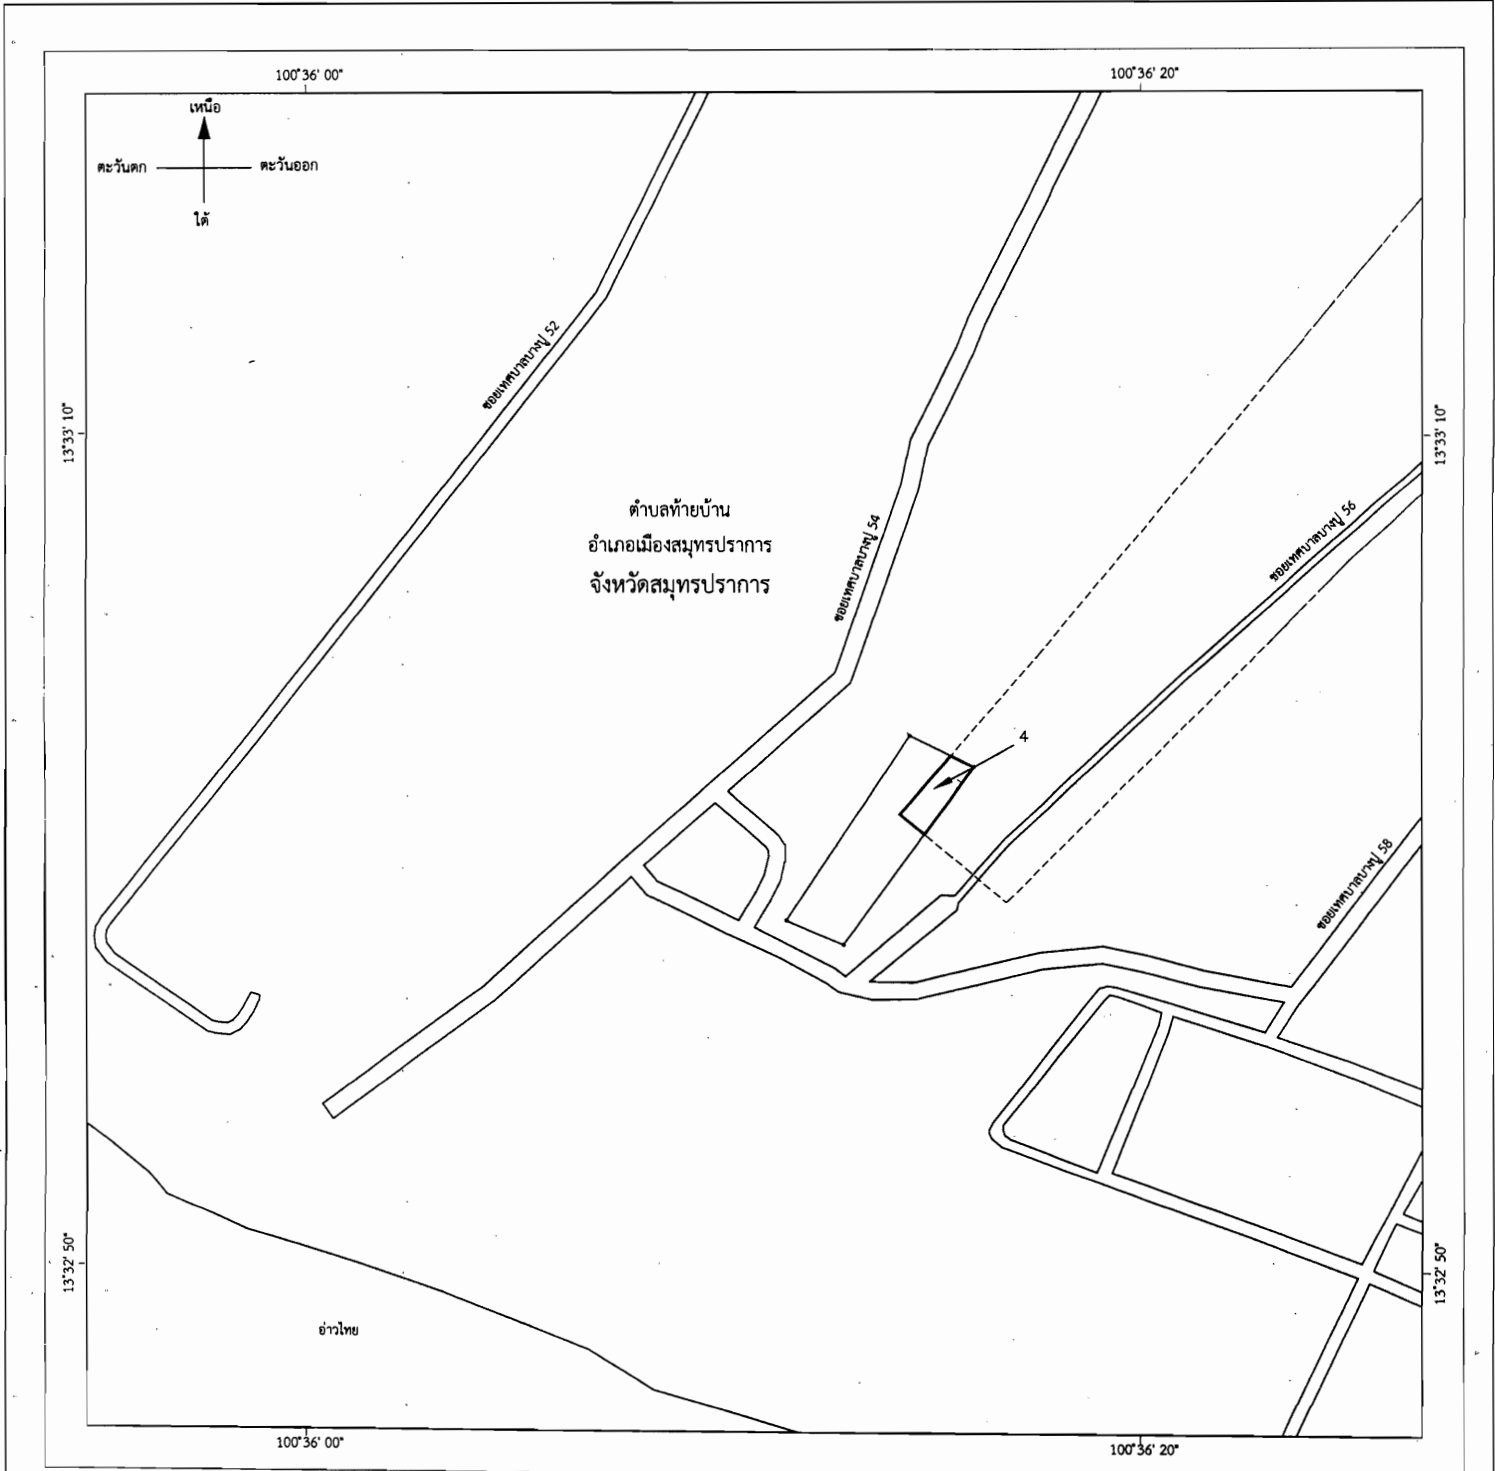 100°36' 00"
100°36' 20"
เหนือ
ตะวันตก
ตะวันออก
ใต้
ซอยเทศบาลบางปู 52
13°33' 10"
13°33' 10"
ตำบลท้ายบ้าน
อำเภอเมืองสมุทรปราการ
จังหวัดสมุทรปราการ
ซอยเทศบาลบางปู 54
ซอยเทศบาลบางปู 56
4
ซอยเทศบาลบางปู 58
13°32' 50"
13°32' 50"
อ่าวไทย
100°36' 00"
100°36' 20"